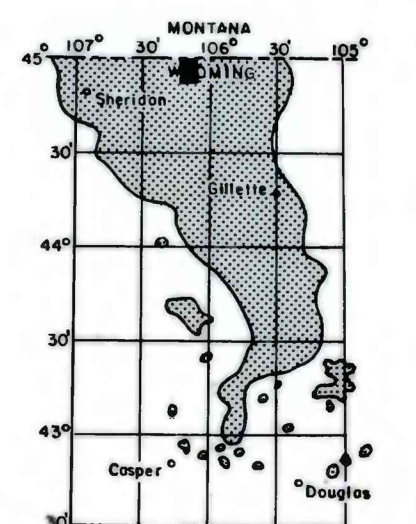 MONTANA
107° 30' 106° 30' 105°
45°
WYOMING
Sheridan
30'
Gillette
44°
30'
43°
Casper
Douglas
30'